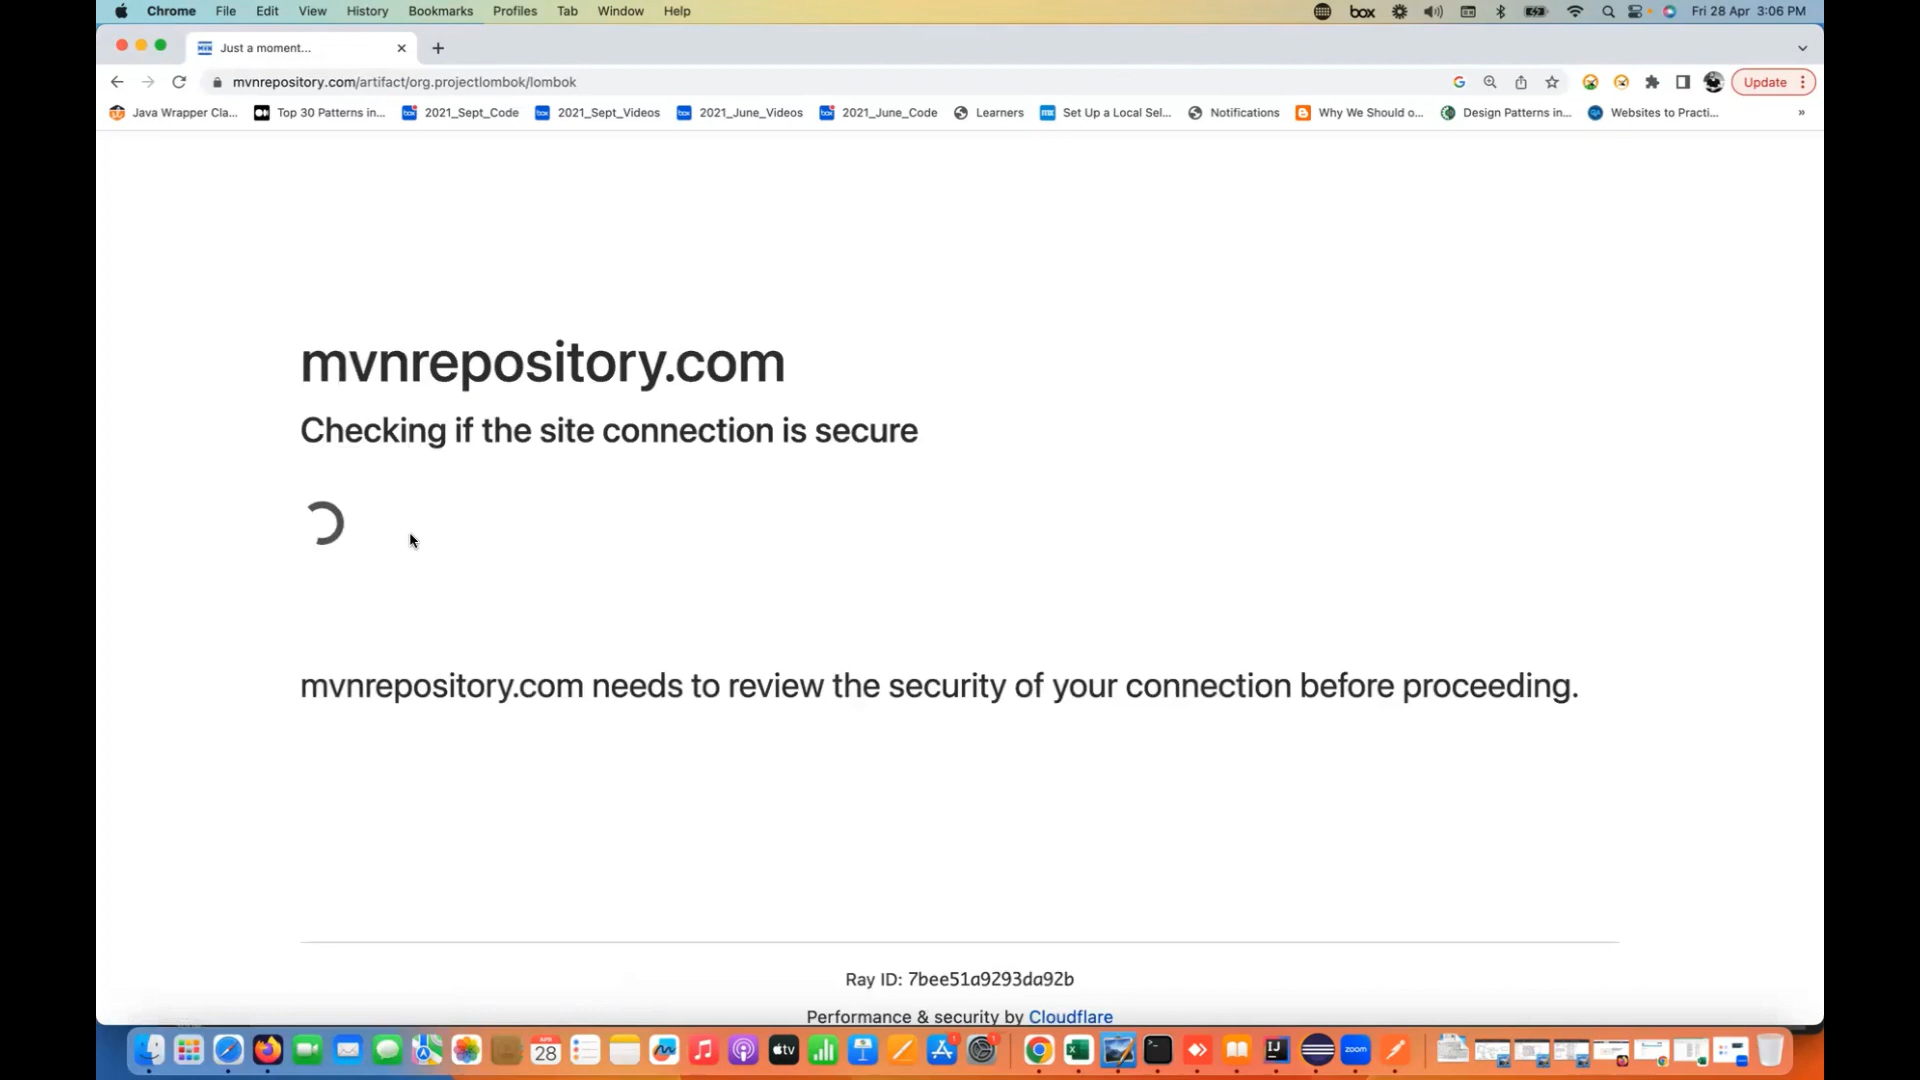 Chrome File Edit View History Bookmarks Profiles Tab Window Help box Fri 28 Apr 3:06 PM
MVN Just a moment...
mvnrepository.com/artifact/org.projectlombok/lombok Update
Java Wrapper Cla... Top 30 Patterns in... 2021_Sept_Code 2021_Sept_Videos 2021_June_Videos 2021_June_Code Learners Set Up a Local Sel... Notifications Why We Should o... Design Patterns in... Websites to Practi... »
mvnrepository.com
Checking if the site connection is secure
mvnrepository.com needs to review the security of your connection before proceeding.
Ray ID: 7bee51a9293da92b
Performance & security by Cloudflare
28 tv zoom